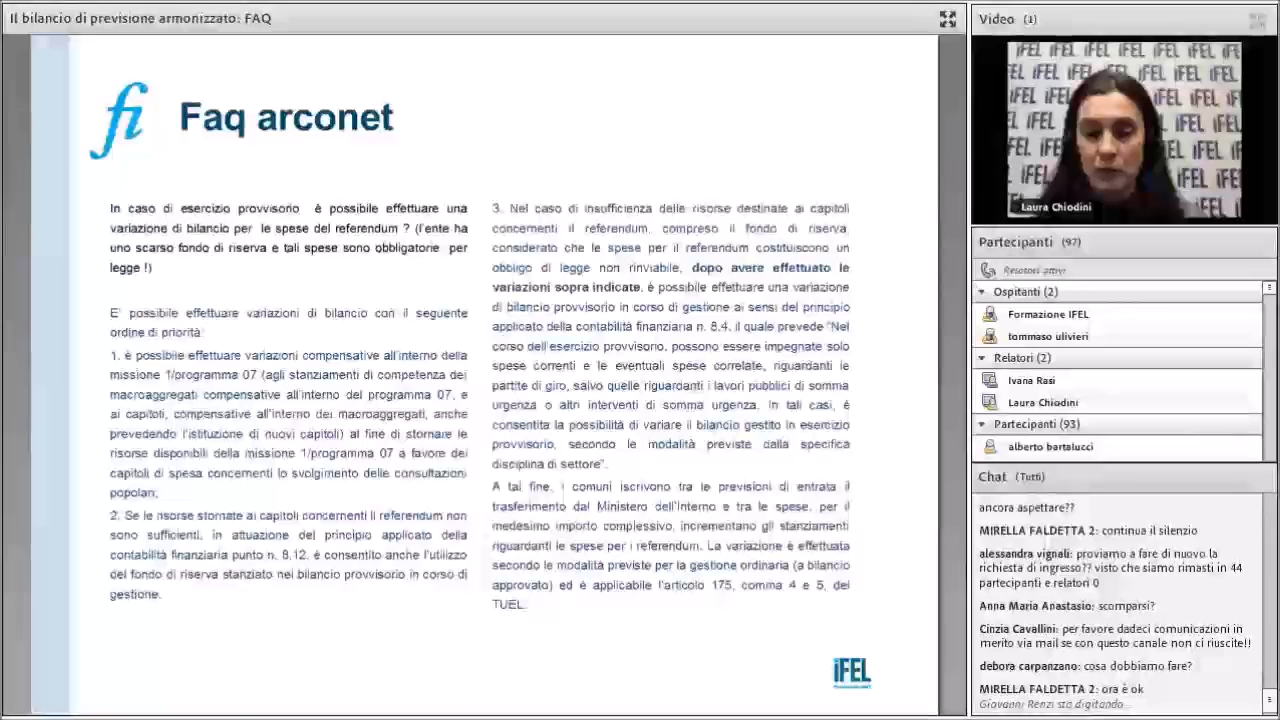 Il bilancio di previsione armonizzato: FAQ
fi
Faq arconet
In caso di esercizio provvisorio è possibile effettuare una
variazione di bilancio per le spese del referendum ? (l'ente ha
uno scarso fondo di riserva e tali spese sono obbligatorie per
legge !)
E' possibile effettuare variazioni di bilancio con il seguente
ordine di priorità:
1. è possibile effettuare variazioni compensative all'interno della
missione 1/programma 07 (agli stanziamenti di competenza dei
macroaggregati compensative all'interno del programma 07, e
ai capitoli, compensative all'interno dei macroaggregati, anche
prevedendo l'istituzione di nuovi capitoli) al fine di stornare le
risorse disponibili della missione 1/programma 07 a favore dei
capitoli di spesa concernenti lo svolgimento delle consultazioni
popolari;
2. Se le risorse stornate ai capitoli concernenti il referendum non
sono sufficienti, in attuazione del principio applicato della
contabilità finanziaria punto n. 8.12, è consentito anche l'utilizzo
del fondo di riserva stanziato nel bilancio provvisorio in corso di
gestione.
3. Nel caso di insufficienza delle risorse destinate ai capitoli
concernenti il referendum, compreso il fondo di riserva,
considerato che le spese per il referendum costituiscono un
obbligo di legge non rinviabile, dopo avere effettuato le
variazioni sopra indicate, è possibile effettuare una variazione
di bilancio provvisorio in corso di gestione ai sensi del principio
applicato della contabilità finanziaria n. 8.4, il quale prevede "Nel
corso dell'esercizio provvisorio, possono essere impegnate solo
spese correnti e le eventuali spese correlate, riguardanti le
partite di giro, salvo quelle riguardanti i lavori pubblici di somma
urgenza o altri interventi di somma urgenza. In tali casi, è
consentita la possibilità di variare il bilancio gestito in esercizio
provvisorio, secondo le modalità previste dalla specifica
disciplina di settore".
A tal fine, i comuni iscrivono tra le previsioni di entrata il
trasferimento dal Ministero dell'Interno e tra le spese, per il
medesimo importo complessivo, incrementano gli stanziamenti
riguardanti le spese per i referendum. La variazione è effettuata
secondo le modalità previste per la gestione ordinaria (a bilancio
approvato) ed è applicabile l'articolo 175, comma 4 e 5, del
TUEL.
iFEL
Video (1)
Laura Chiodini
Partecipanti (97)
Relatori attivi
Ospitanti (2)
Formazione IFEL
tommaso ulivieri
Relatori (2)
Ivana Rasi
Laura Chiodini
Partecipanti (93)
alberto bartalucci
Chat (Tutti)
ancora aspettare??
MIRELLA FALDETTA 2: continua il silenzio
alessandra vignali: proviamo a fare di nuovo la
richiesta di ingresso?? visto che siamo rimasti in 44
partecipanti e relatori 0
Anna Maria Anastasio: scomparsi?
Cinzia Cavallini: per favore dadeci comunicazioni in
merito via mail se con questo canale non ci riuscite!!
debora carpanzano: cosa dobbiamo fare?
MIRELLA FALDETTA 2: ora è ok
Giovanni Renzi sta digitando...